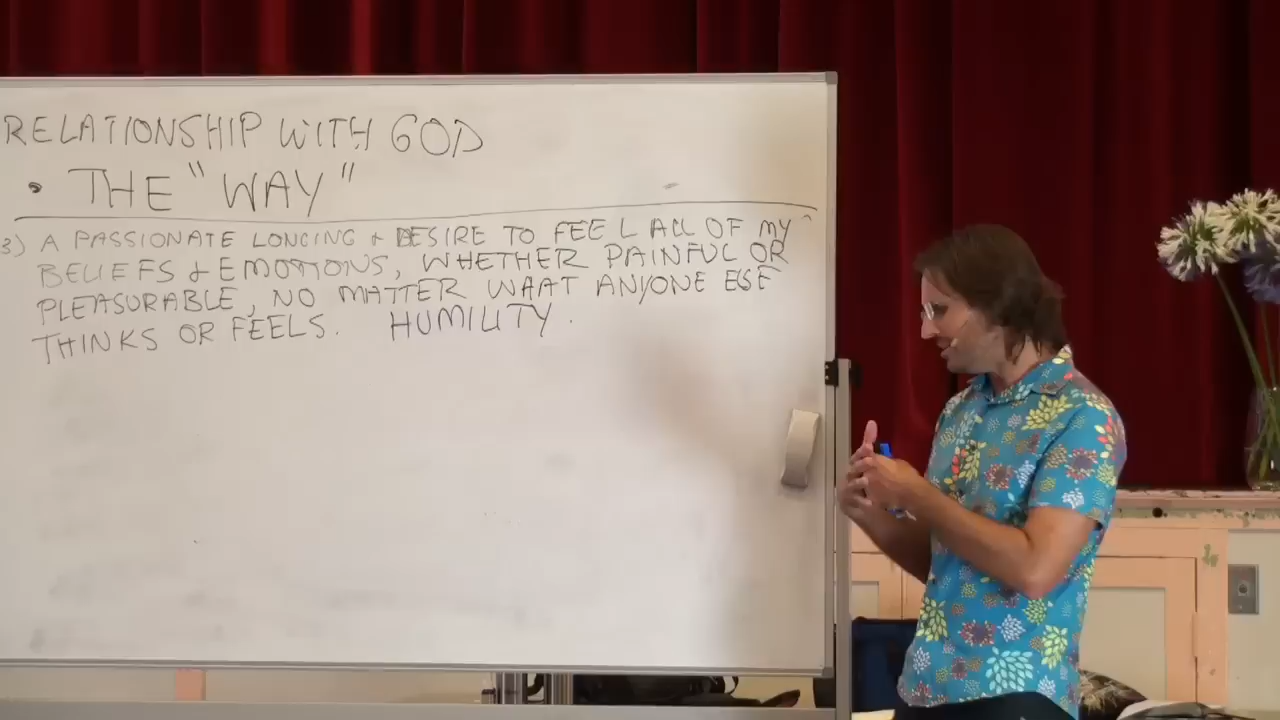 RELATIONSHIP WITH GOD
• THE "WAY"
3) A PASSIONATE LONGING & DESIRE TO FEEL ALL OF MY
BELIEFS & EMOTIONS, WHETHER PAINFUL OR
PLEASURABLE, NO MATTER WHAT ANYONE ELSE
THINKS OR FEELS. HUMILITY.